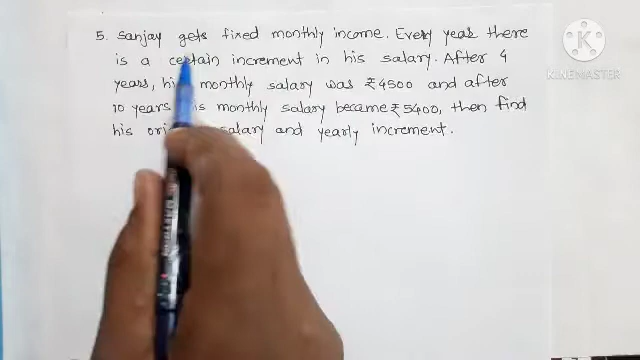 5. Sanjay gets fixed monthly income. Every year there
is a certain increment in his salary. After 4
years, his monthly salary was ₹4500 and after
10 years his monthly salary became ₹5400, then find
his salary and yearly increment.
KINEMASTER